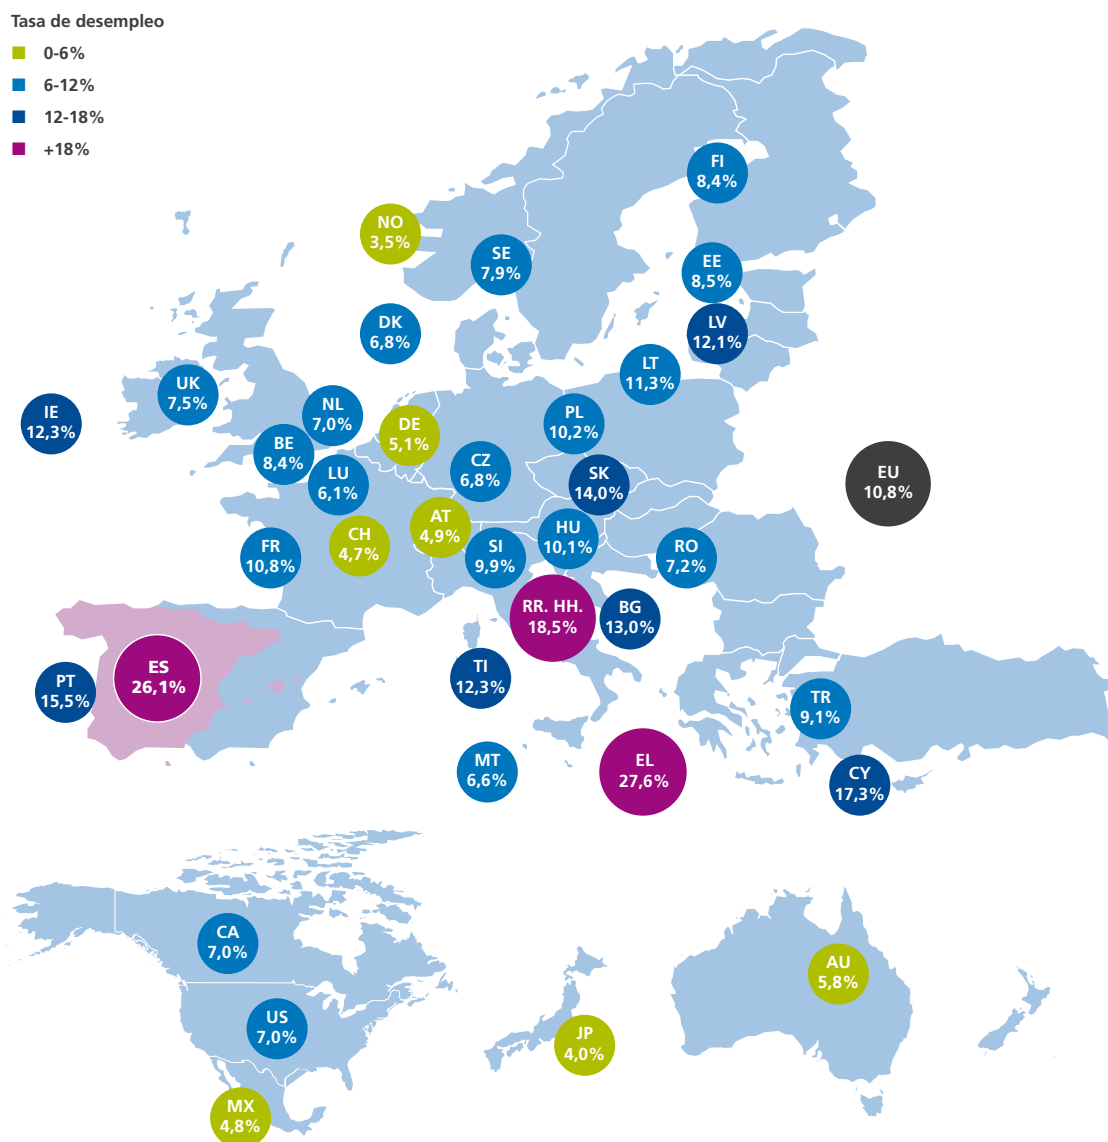 Tasa de desempleo
0-6%
6-12%
12-18%
+18%
FI
8,4%
NO
3,5%
SE
7,9%
EE
8,5%
DK
6,8%
LV
12,1%
LT
11,3%
UK
7,5%
IE
12,3%
NL
7,0%
DE
5,1%
PL
10,2%
BE
8,4%
LU
6,1%
CZ
6,8%
SK
14,0%
EU
10,8%
AT
4,9%
CH
4,7%
HU
10,1%
FR
10,8%
SI
9,9%
RO
7,2%
RR. HH.
18,5%
BG
13,0%
ES
26,1%
PT
15,5%
TI
12,3%
TR
9,1%
MT
6,6%
EL
27,6%
CY
17,3%
CA
7,0%
US
7,0%
MX
4,8%
JP
4,0%
AU
5,8%